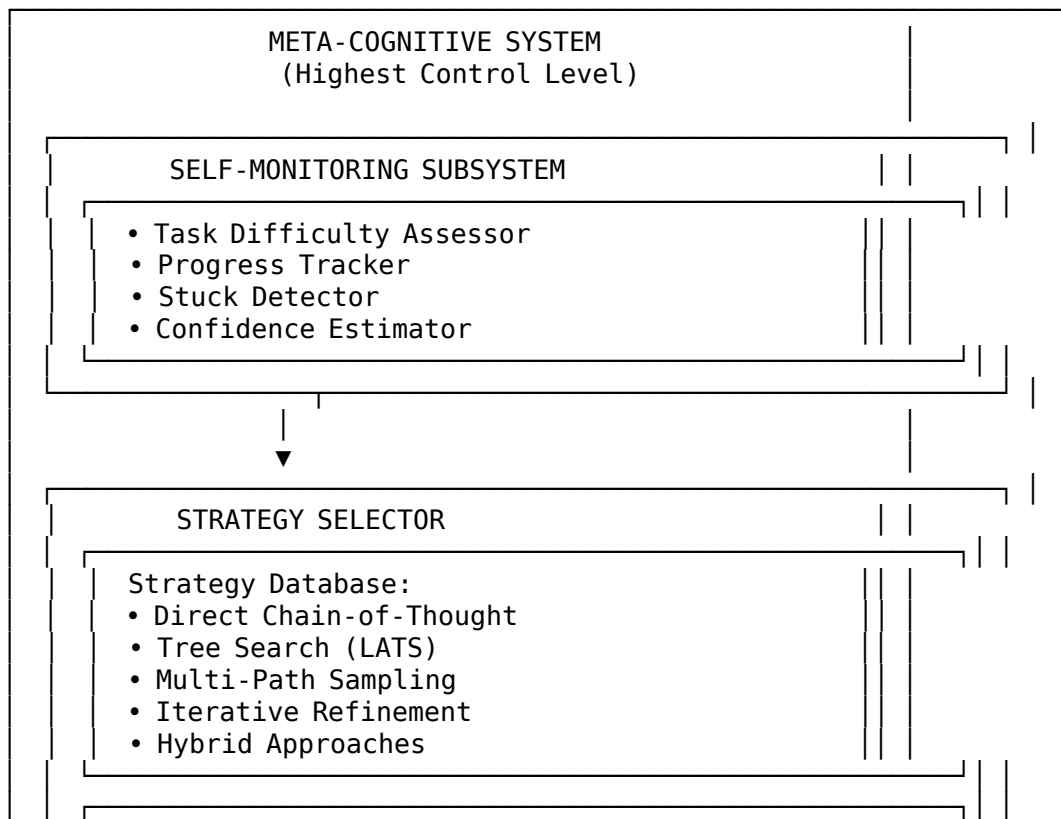 META-COGNITIVE SYSTEM
(Highest Control Level)
SELF-MONITORING SUBSYSTEM
• Task Difficulty Assessor
• Progress Tracker
• Stuck Detector
• Confidence Estimator
STRATEGY SELECTOR
Strategy Database:
• Direct Chain-of-Thought
• Tree Search (LATS)
• Multi-Path Sampling
• Iterative Refinement
• Hybrid Approaches